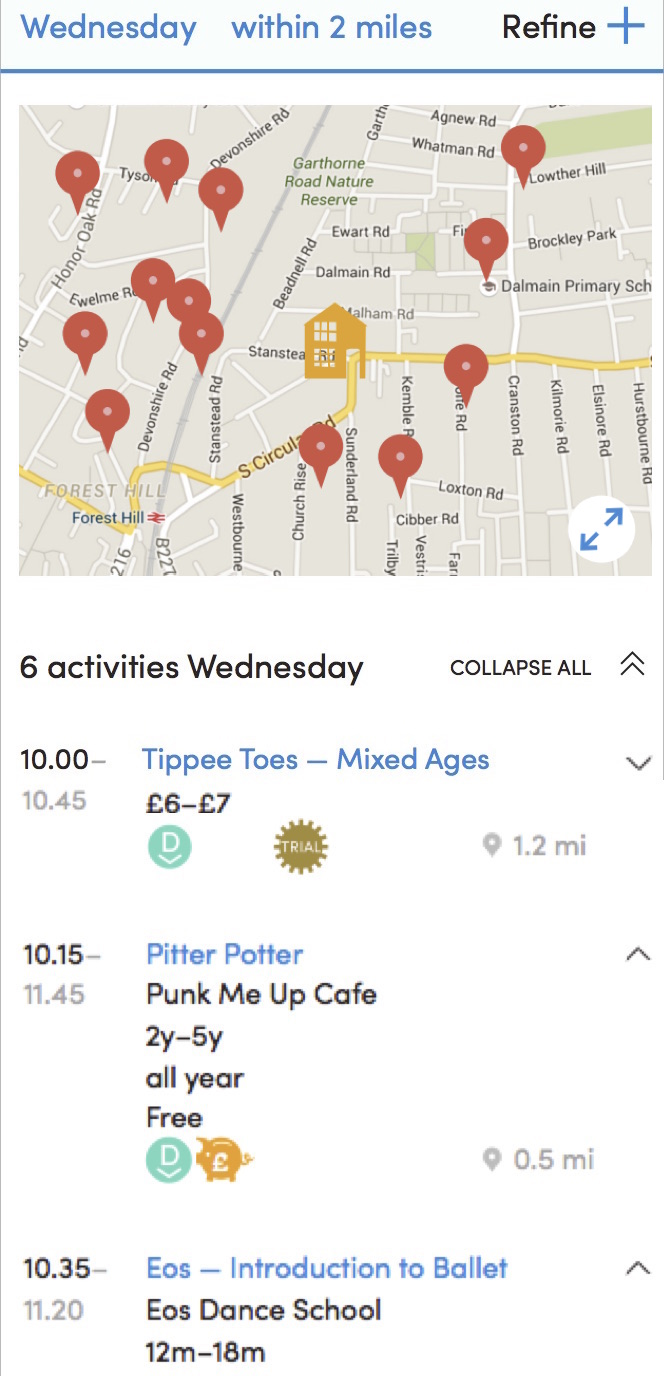 Wednesday within 2 miles Refine
Agnew Rd
Whatman Rd
Devonshire Rd
Garthorne
Road Nature
Reserve
Lowther Hill
Honor Oak Rd
Ewart Rd
Brockley Park
Beadnell Rd
Dalmain Rd
Dalmain Primary Sch
Ewelme
Malham Rd
Devonshire Rd
Stanstead Rd
Kemble
Cranston Rd
Kilmorie Rd
Elsinore Rd
Hurstbourne Rd
S Circular Rd
Church Rise
Sunderland Rd
FOREST HILL
Forest Hill
Loxton Rd
Cibber Rd
Westbourne
Trilby
Vestris
216
B227
6 activities Wednesday COLLAPSE ALL
10.00– Tippee Toes – Mixed Ages
10.45 £6–£7
D TRIAL 1.2 mi
10.15– Pitter Potter
11.45 Punk Me Up Cafe
2y–5y
all year
Free
D £ 0.5 mi
10.35– Eos – Introduction to Ballet
11.20 Eos Dance School
12m–18m